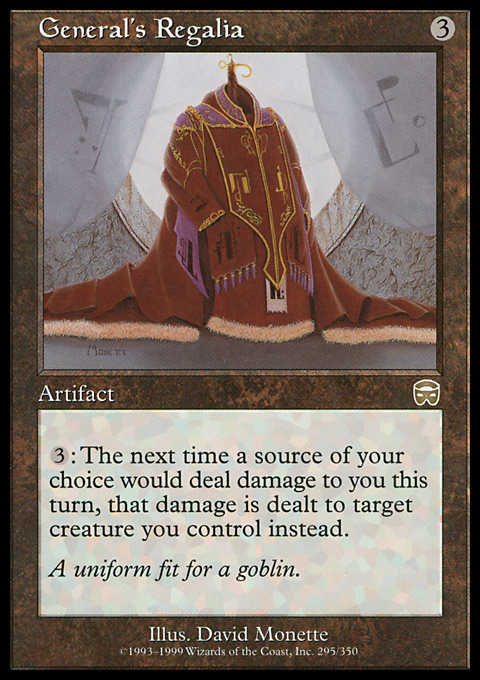 General's Regalia 3
Artifact
3: The next time a source of your
choice would deal damage to you this
turn, that damage is dealt to target
creature you control instead.
A uniform fit for a goblin.
Illus. David Monette
©1993–1999 Wizards of the Coast, Inc. 295/350